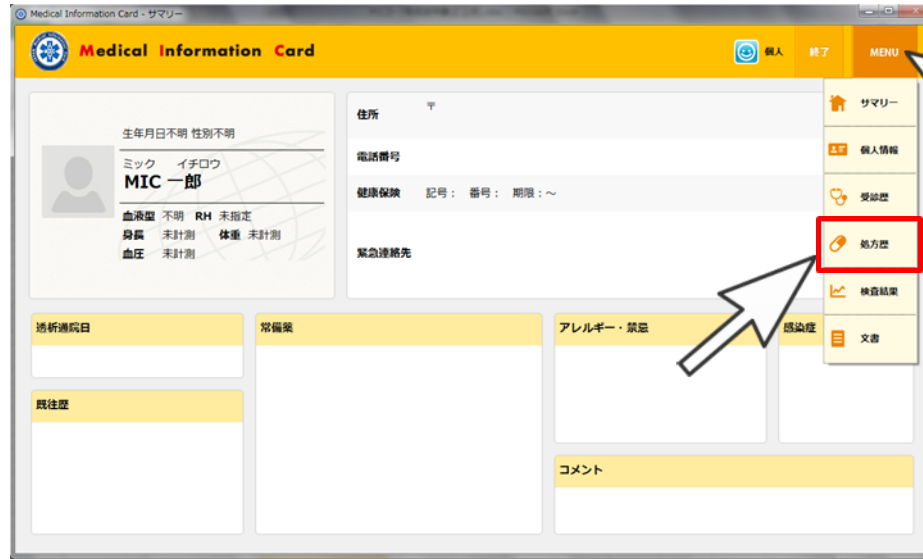 Medical Information Card - サマリー
Medical Information Card
個人
終了
MENU
サマリー
個人情報
受診歴
処方歴
検査結果
文書
生年月日不明 性別不明
ミック イチロウ
MIC 一郎
血液型 不明 RH 未指定
身長 未計測 体重 未計測
血圧 未計測
住所 〒
電話番号
健康保険 記号： 番号： 期限：～
緊急連絡先
透析通院日
常備薬
アレルギー・禁忌
感染症
既往歴
コメント